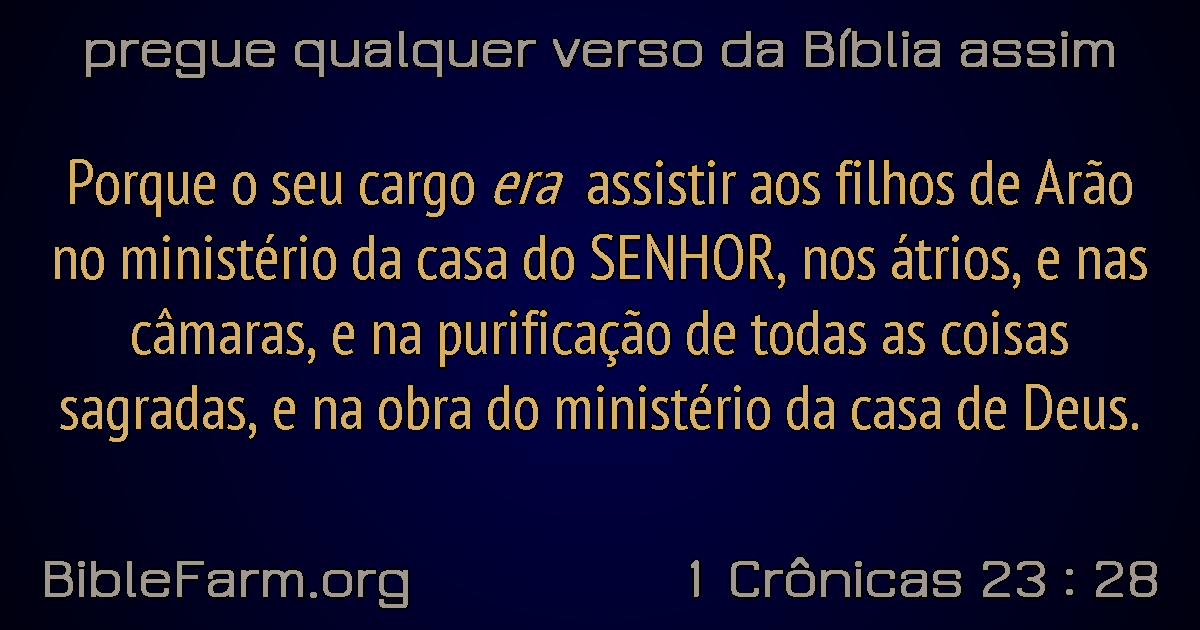 pregue qualquer verso da Bíblia assim
Porque o seu cargo era assistir aos filhos de Arão
no ministério da casa do SENHOR, nos átrios, e nas
câmaras, e na purificação de todas as coisas
sagradas, e na obra do ministério da casa de Deus.
BibleFarm.org
1 Crônicas 23 : 28